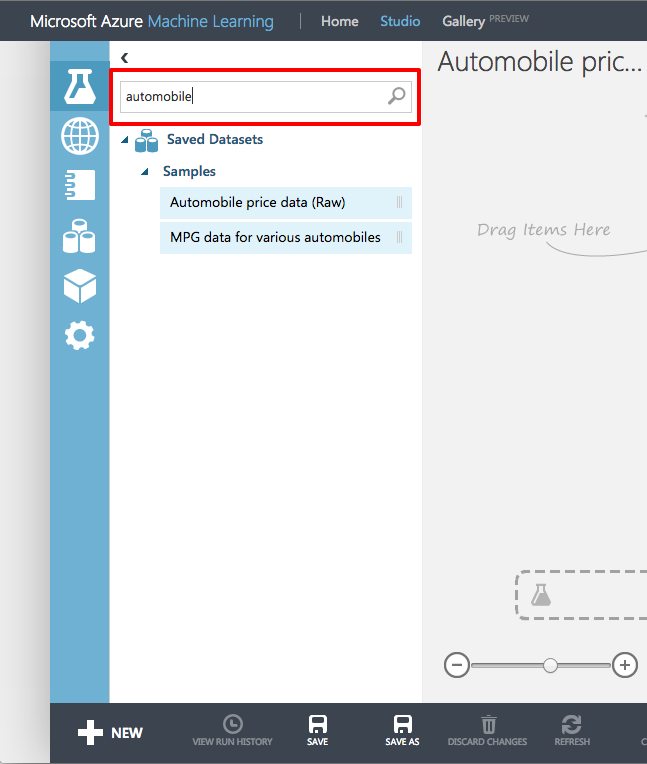 Microsoft Azure Machine Learning | Home Studio Gallery PREVIEW
Automobile pric...
automobile
Saved Datasets
Samples
Automobile price data (Raw)
MPG data for various automobiles
Drag Items Here
NEW
VIEW RUN HISTORY
SAVE
SAVE AS
DISCARD CHANGES
REFRESH